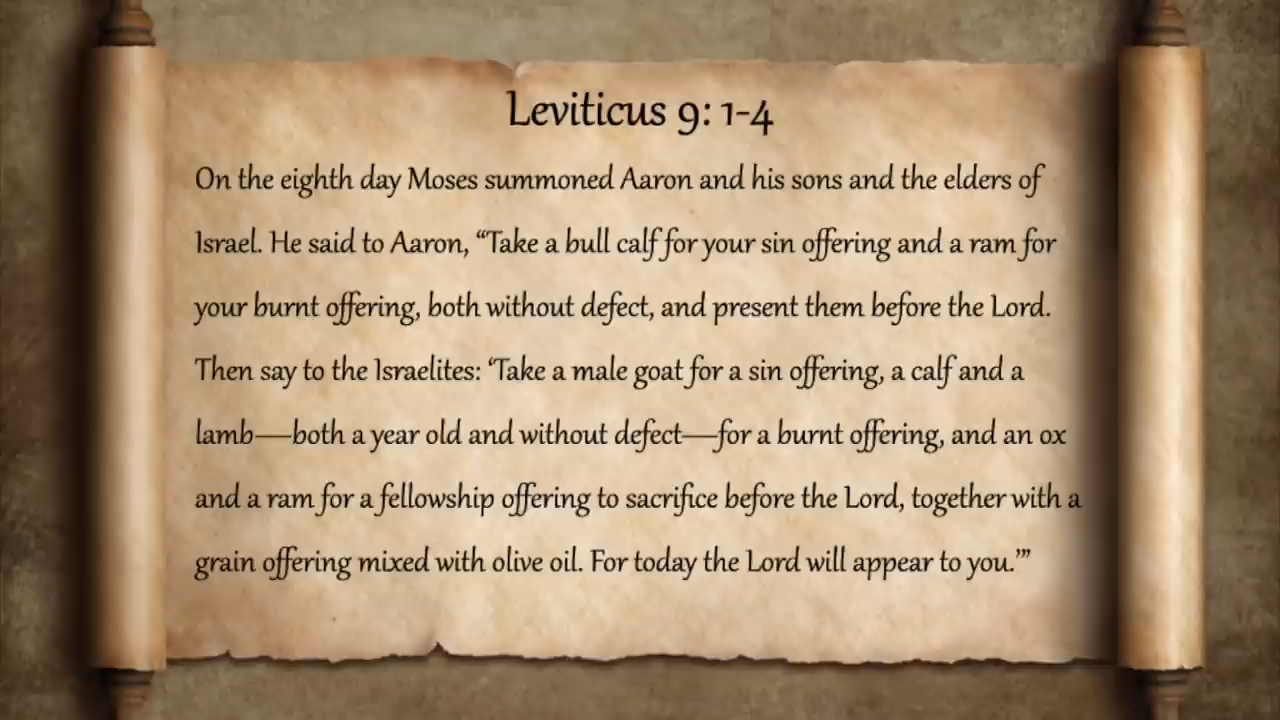 Leviticus 9: 1-4
On the eighth day Moses summoned Aaron and his sons and the elders of
Israel. He said to Aaron, “Take a bull calf for your sin offering and a ram for
your burnt offering, both without defect, and present them before the Lord.
Then say to the Israelites: ‘Take a male goat for a sin offering, a calf and a
lamb—both a year old and without defect—for a burnt offering, and an ox
and a ram for a fellowship offering to sacrifice before the Lord, together with a
grain offering mixed with olive oil. For today the Lord will appear to you.’”